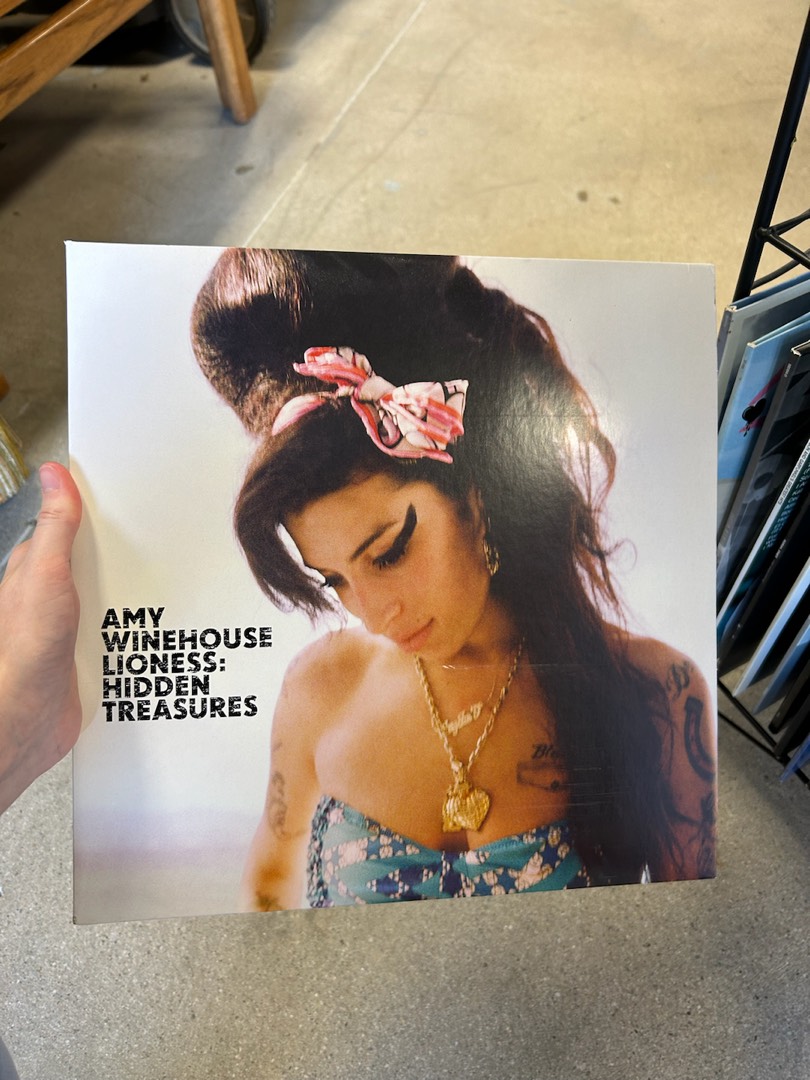 AMY
WINEHOUSE
LIONESS:
HIDDEN
TREASURES